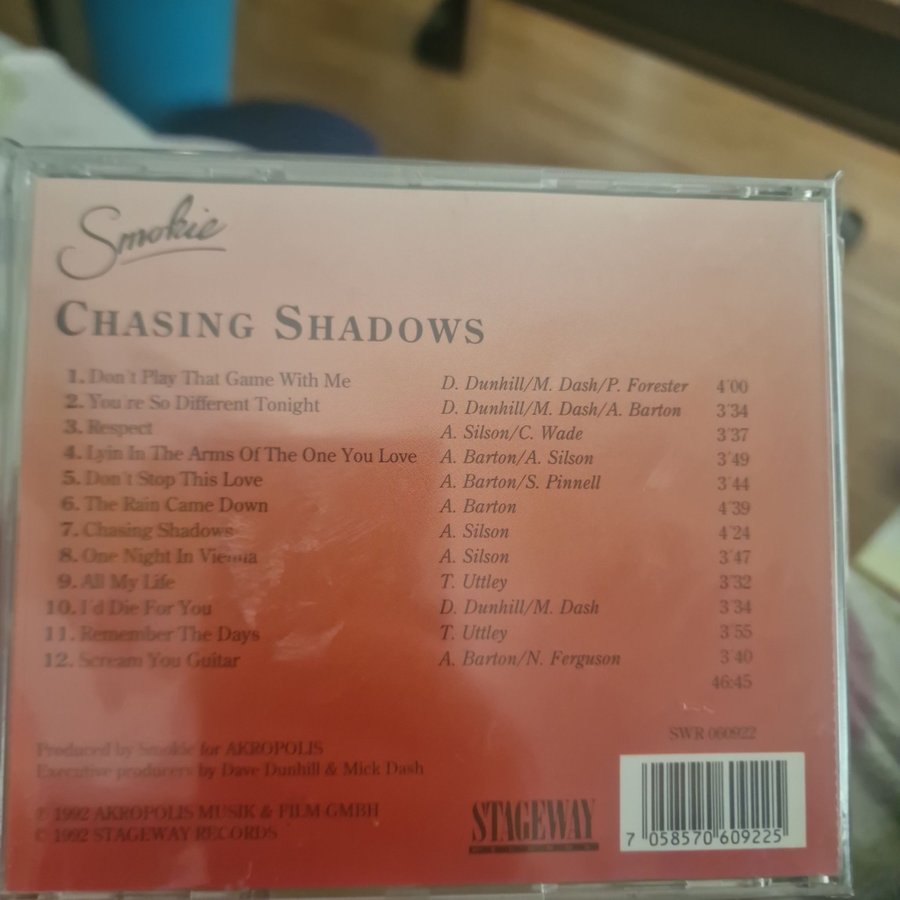 Smokie
CHASING SHADOWS
1. Don't Play That Game With Me D. Dunhill/M. Dash/P. Forester 4'00
2. You're So Different Tonight D. Dunhill/M. Dash/A. Barton 3'34
3. Respect A. Silson/C. Wade 3'37
4. Lyin In The Arms Of The One You Love A. Barton/A. Silson 3'49
5. Don't Stop This Love A. Barton/S. Pinnell 3'44
6. The Rain Came Down A. Barton 4'39
7. Chasing Shadows A. Silson 4'24
8. One Night In Vienna A. Silson 3'47
9. All My Life T. Uttley 3'32
10. I'd Die For You D. Dunhill/M. Dash 3'34
11. Remember The Days T. Uttley 3'55
12. Scream You Guitar A. Barton/N. Ferguson 3'40
46:45
SWR 060922
Produced by Smokie for AKROPOLIS
Executive producers by Dave Dunhill & Mick Dash
℗ 1992 AKROPOLIS MUSIK & FILM GMBH
© 1992 STAGEWAY RECORDS
STAGEWAY
7 058570 609225